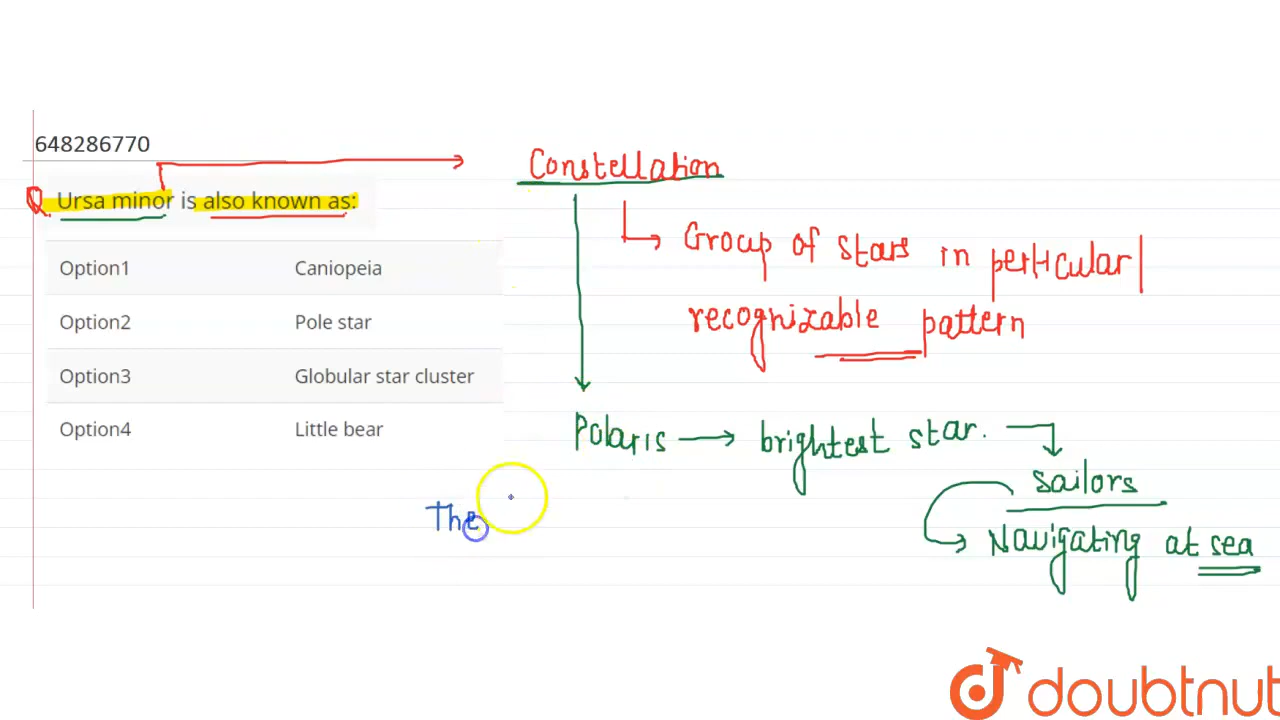 648286770
Q Ursa minor is also known as:
Option1 Caniopeia
Option2 Pole star
Option3 Globular star cluster
Option4 Little bear
Constellation
Group of stars in perticular
recognizable pattern
Polaris → brightest star.
Sailors
Navigating at sea
The
doubtnut